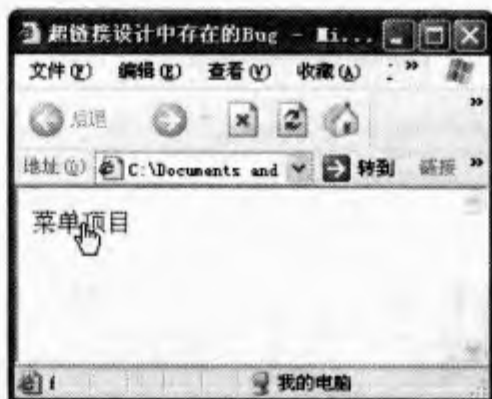 超链接设计中存在的Bug - Mi...
文件(F) 编辑(E) 查看(V) 收藏(A)
后退
地址(D) C:\Documents and 转到 链接
菜单项目
我的电脑